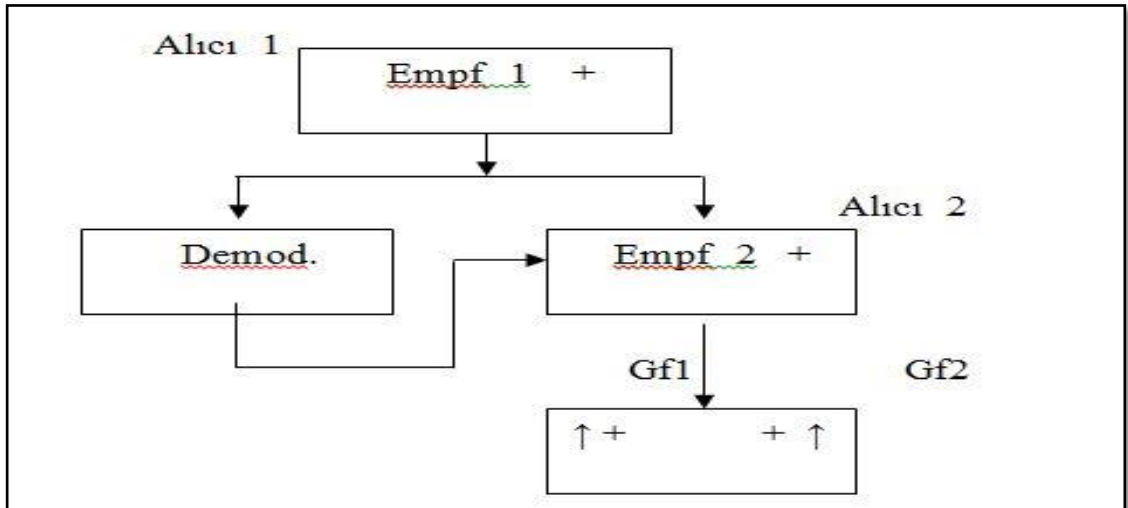 Alıcı 1
Empf 1 +
Alıcı 2
Demod.
Empf 2 +
Gf1
Gf2
↑ + + ↑